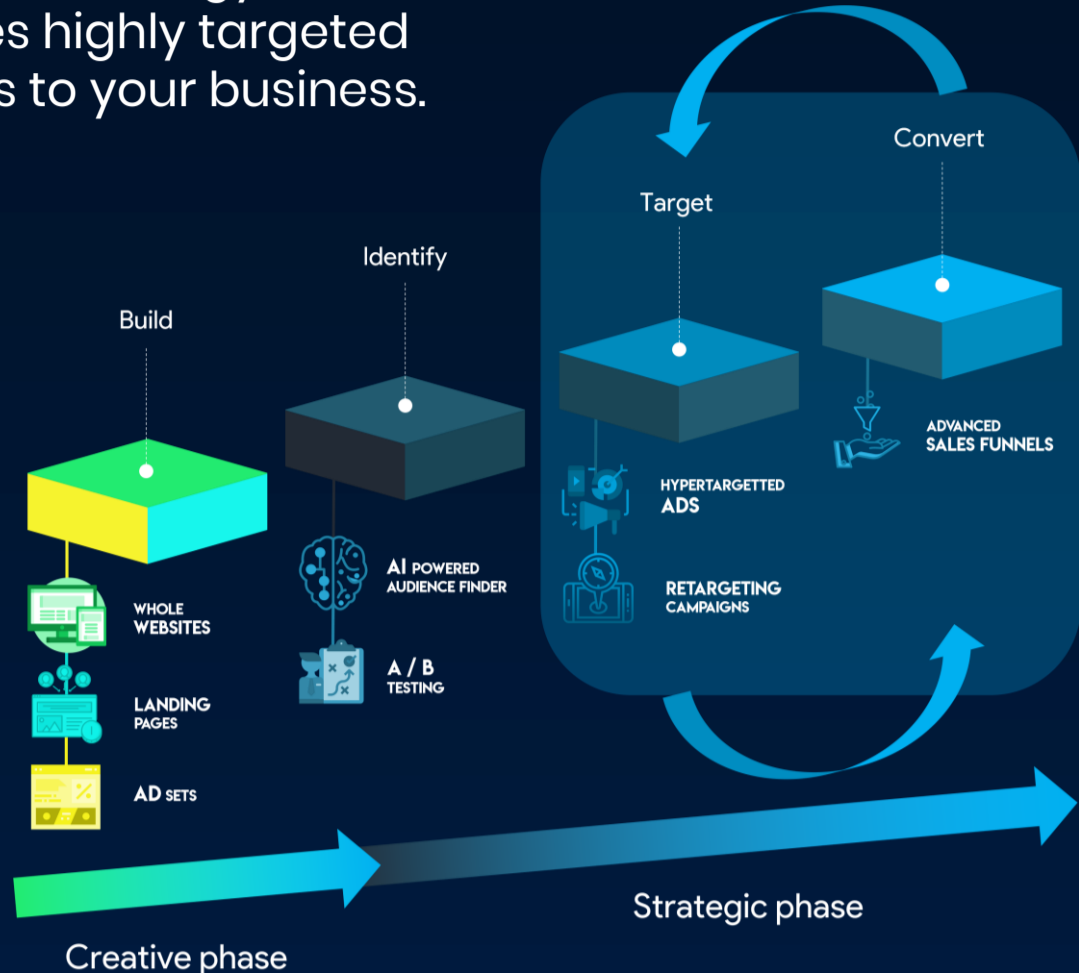 es highly targeted
s to your business.
Convert
Target
Identify
Build
ADVANCED
SALES FUNNELS
HYPERTARGETTED
ADS
AI POWERED
AUDIENCE FINDER
RETARGETING
CAMPAIGNS
WHOLE
WEBSITES
A / B
TESTING
LANDING
PAGES
AD SETS
Strategic phase
Creative phase